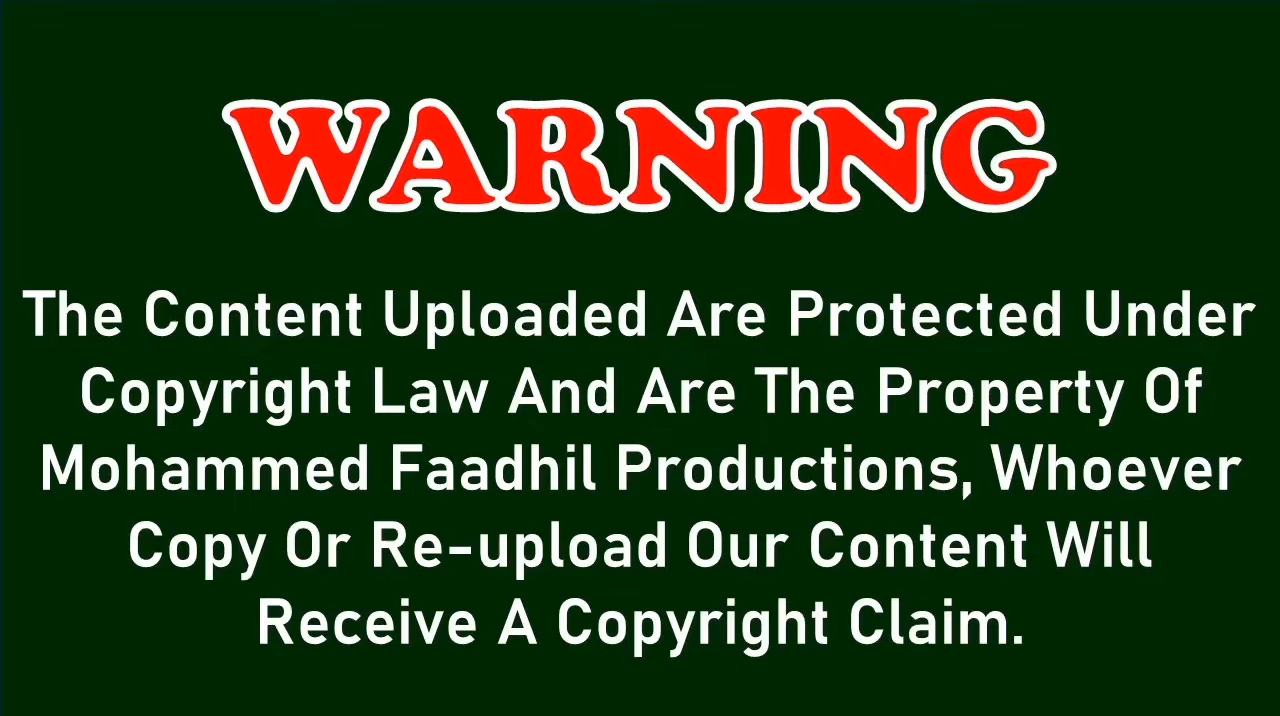 WARNING
The Content Uploaded Are Protected Under
Copyright Law And Are The Property Of
Mohammed Faadhil Productions, Whoever
Copy Or Re-upload Our Content Will
Receive A Copyright Claim.